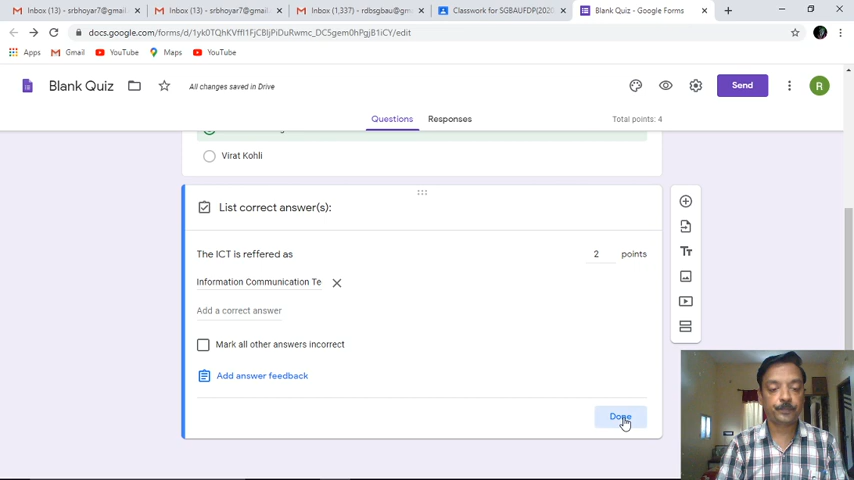 Inbox (13) - srbhoyar7@gmail.
Inbox (13) - srbhoyar7@gmail.
Inbox (1,337) - rdbsgbau@gm
Classwork for SGBAUFDP(2020
Blank Quiz - Google Forms
docs.google.com/forms/d/1yk0TQhKVffl1FjCBljPiDuRwmc_DC5gem0hPgjB1iCY/edit
Apps
Gmail
YouTube
Maps
YouTube
Blank Quiz
All changes saved in Drive
Send
R
Questions
Responses
Total points: 4
Virat Kohli
List correct answer(s):
The ICT is reffered as
2 points
Information Communication Te
Add a correct answer
Mark all other answers incorrect
Add answer feedback
Done